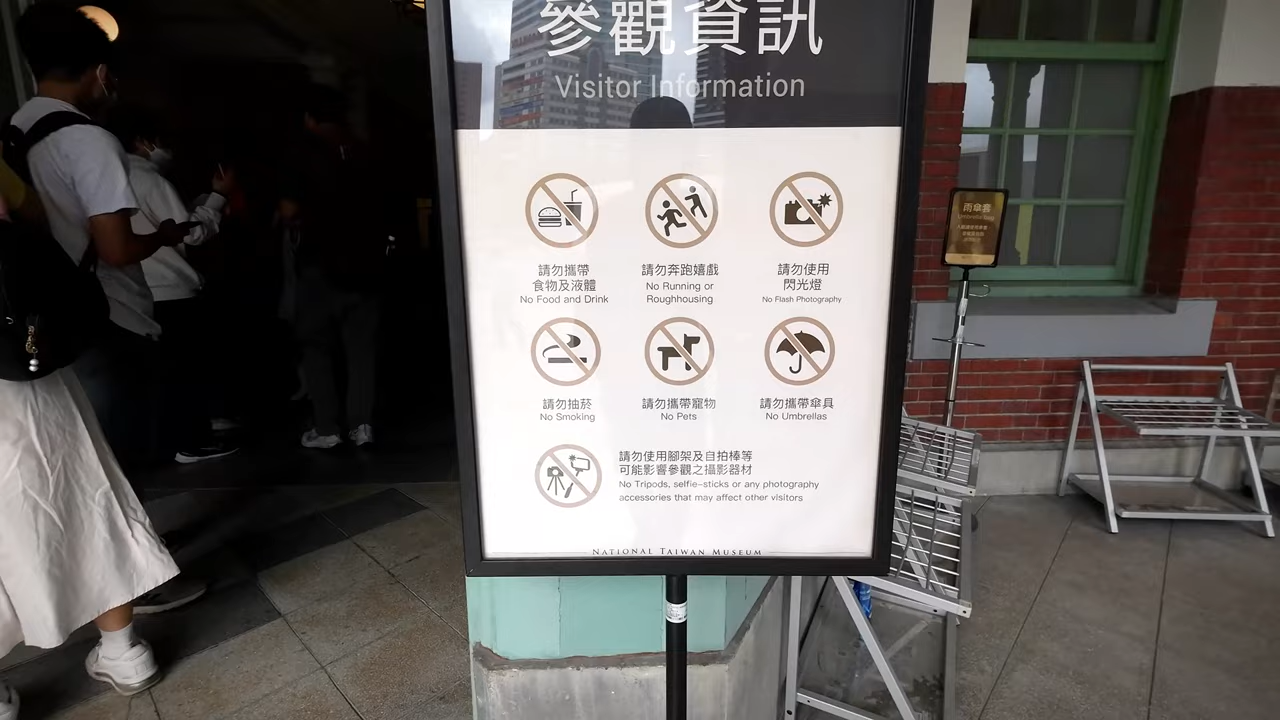 參觀資訊
Visitor Information
請勿攜帶
食物及液體
No Food and Drink
請勿奔跑嬉戲
No Running or
Roughhousing
請勿使用
閃光燈
No Flash Photography
請勿抽菸
No Smoking
請勿攜帶寵物
No Pets
請勿攜帶傘具
No Umbrellas
請勿使用腳架及自拍棒等
可能影響參觀之攝影器材
No Tripods, selfie-sticks or any photography
accessories that may affect other visitors
NATIONAL TAIWAN MUSEUM
雨傘套
Umbrella Bag